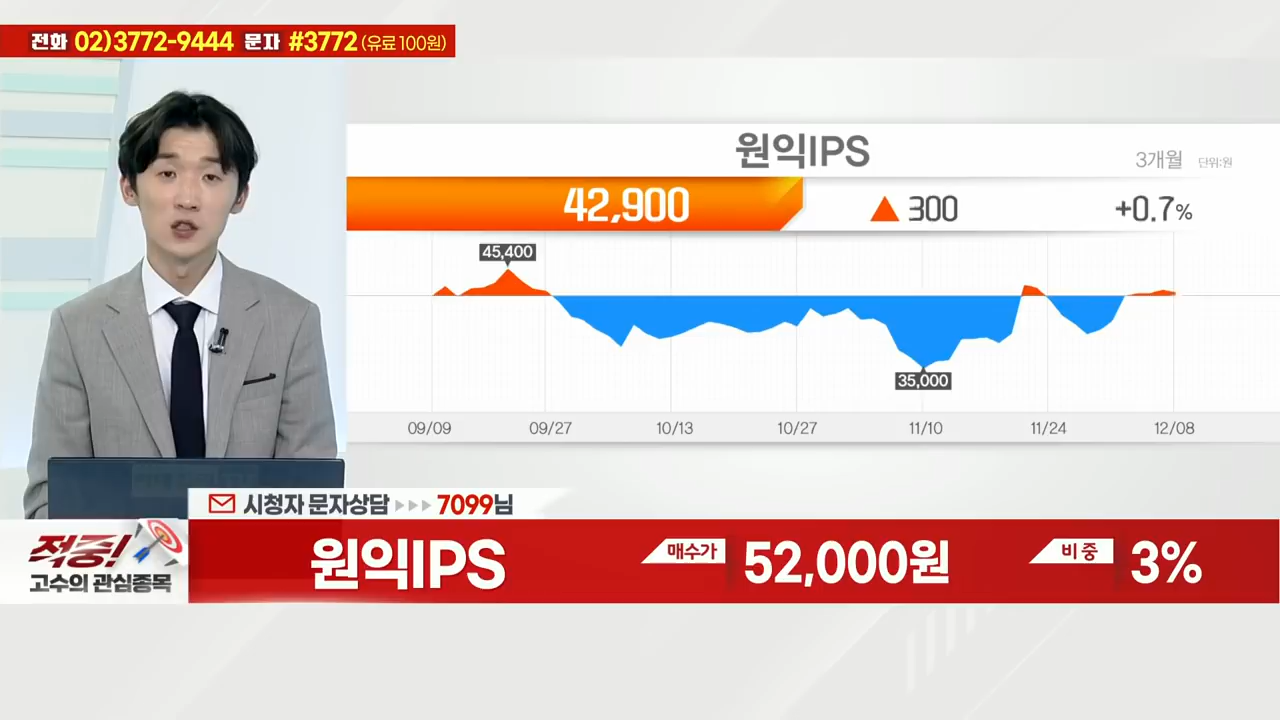 전화 02)3772-9444 문자 #3772 (유료 100원)
원익IPS
3개월 단위:원
42,900 ▲ 300 +0.7%
45,400
35,000
09/09 09/27 10/13 10/27 11/10 11/24 12/08
시청자 문자상담 ▶▶▶ 7099님
적중!
고수의 관심종목
원익IPS 매수가 52,000원 비중 3%